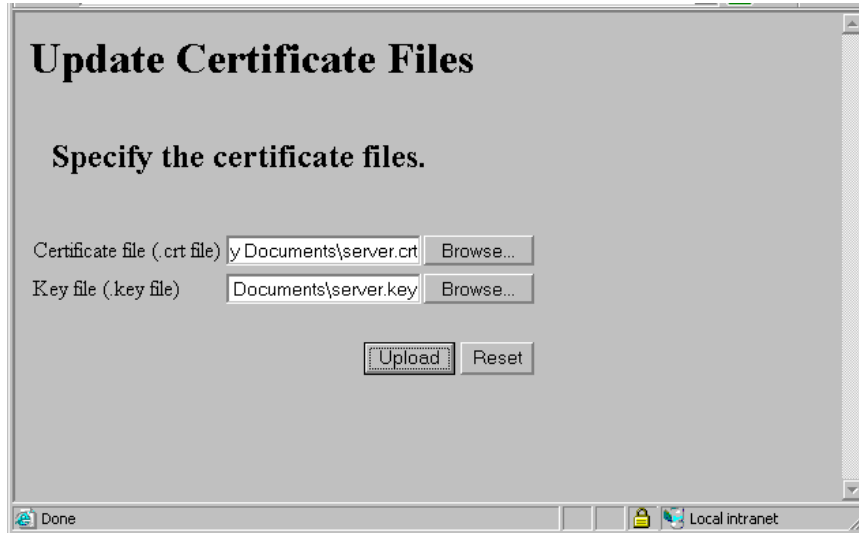 Update Certificate Files
Specify the certificate files.
Certificate file (.crt file) y Documents\server.crt Browse...
Key file (.key file) Documents\server.key Browse...
Upload Reset
Done Local intranet